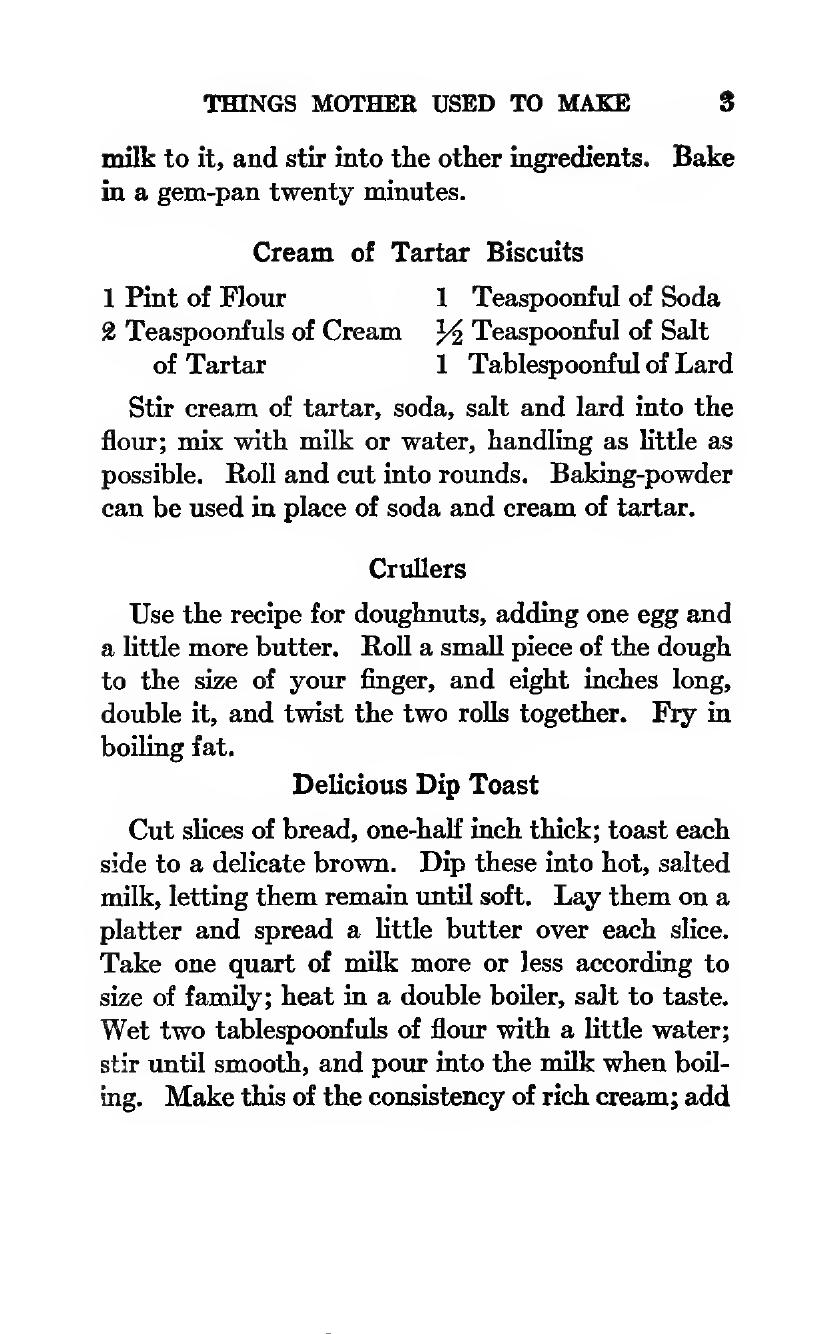 THINGS MOTHER USED TO MAKE 3
milk to it, and stir into the other ingredients. Bake
in a gem-pan twenty minutes.
Cream of Tartar Biscuits
1 Pint of Flour
2 Teaspoonfuls of Cream
of Tartar
1 Teaspoonful of Soda
½ Teaspoonful of Salt
1 Tablespoonful of Lard
Stir cream of tartar, soda, salt and lard into the
flour; mix with milk or water, handling as little as
possible. Roll and cut into rounds. Baking-powder
can be used in place of soda and cream of tartar.
Crullers
Use the recipe for doughnuts, adding one egg and
a little more butter. Roll a small piece of the dough
to the size of your finger, and eight inches long,
double it, and twist the two rolls together. Fry in
boiling fat.
Delicious Dip Toast
Cut slices of bread, one-half inch thick; toast each
side to a delicate brown. Dip these into hot, salted
milk, letting them remain until soft. Lay them on a
platter and spread a little butter over each slice.
Take one quart of milk more or less according to
size of family; heat in a double boiler, salt to taste.
Wet two tablespoonfuls of flour with a little water;
stir until smooth, and pour into the milk when boil-
ing. Make this of the consistency of rich cream; add